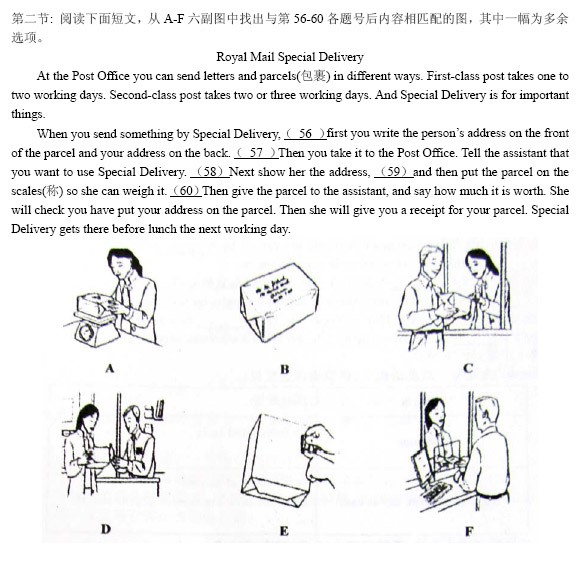 第二节: 阅读下面短文，从 A-F 六副图中找出与第 56-60 各题号后内容相匹配的图，其中一幅为多余
选项。
Royal Mail Special Delivery
At the Post Office you can send letters and parcels(包裹) in different ways. First-class post takes one to
two working days. Second-class post takes two or three working days. And Special Delivery is for important
things.
When you send something by Special Delivery, ( 56 )first you write the person's address on the front
of the parcel and your address on the back. ( 57 )Then you take it to the Post Office. Tell the assistant that
you want to use Special Delivery. （58）Next show her the address, （59）and then put the parcel on the
scales(称) so she can weigh it. （60）Then give the parcel to the assistant, and say how much it is worth. She
will check you have put your address on the parcel. Then she will give you a receipt for your parcel. Special
Delivery gets there before lunch the next working day.
A B C
D E F